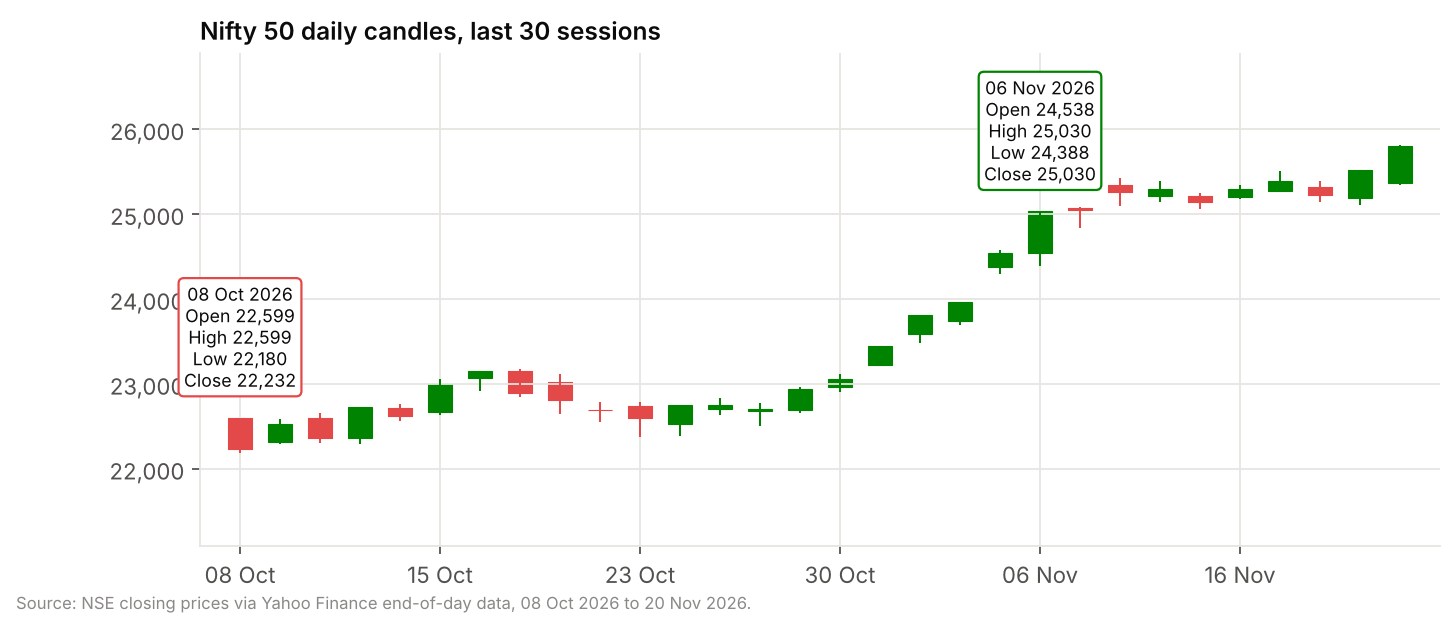 Nifty 50 daily candles, last 30 sessions
06 Nov 2026
Open 24,538
High 25,030
Low 24,388
Close 25,030
08 Oct 2026
Open 22,599
High 22,599
Low 22,180
Close 22,232
26,000
25,000
24,000
23,000
22,000
08 Oct
15 Oct
23 Oct
30 Oct
06 Nov
16 Nov
Source: NSE closing prices via Yahoo Finance end-of-day data, 08 Oct 2026 to 20 Nov 2026.